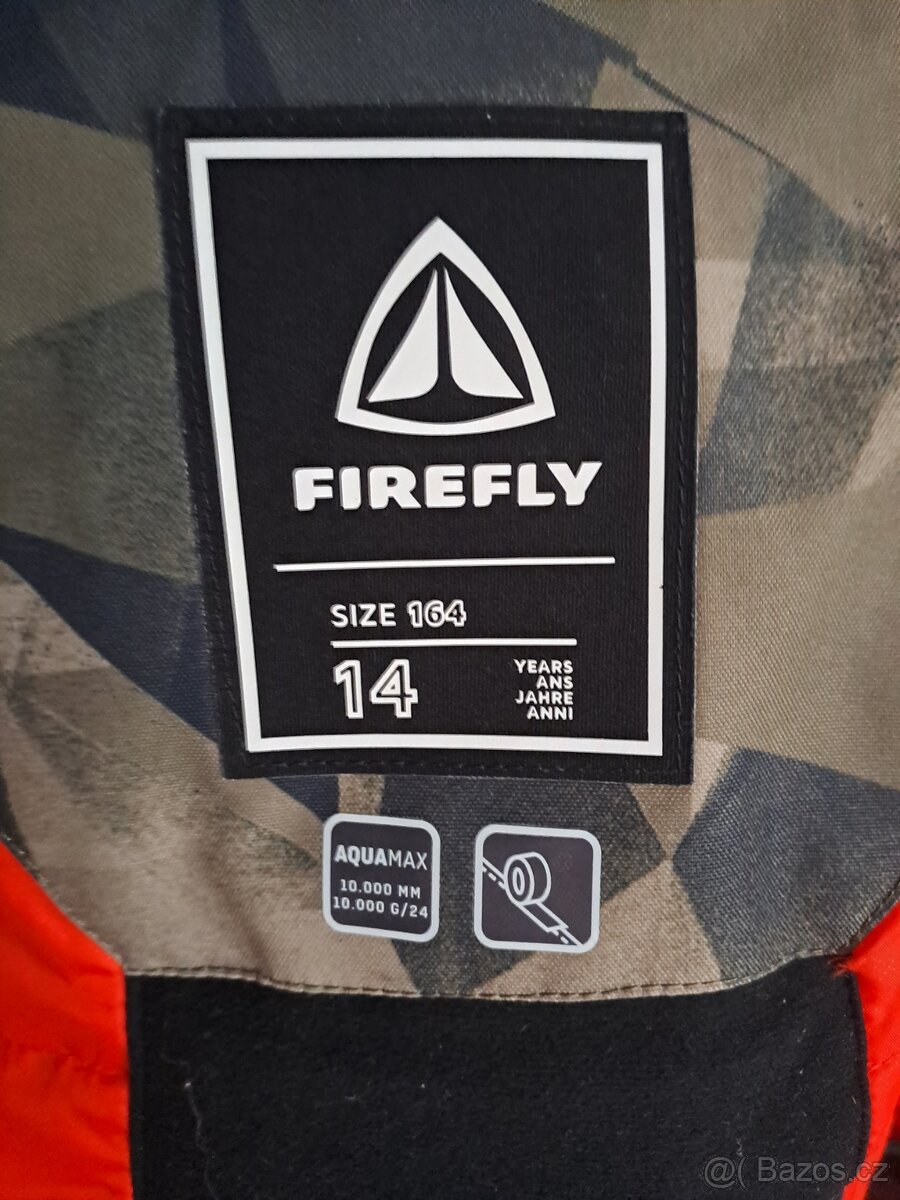 FIREFLY
SIZE 164
14
YEARS
ANS
JAHRE
ANNI
AQUAMAX
10.000 MM
10.000 G/24
@( Bazos.cz